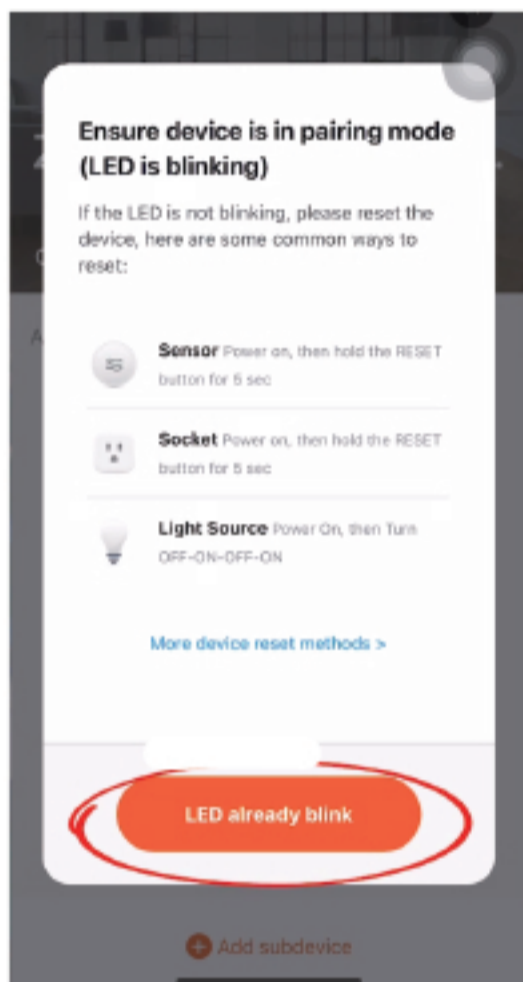 Ensure device is in pairing mode
(LED is blinking)
If the LED is not blinking, please reset the
device, here are some common ways to
reset:
Sensor Power on, then hold the RESET
button for 5 sec
Socket Power on, then hold the RESET
button for 5 sec
Light Source Power On, then Turn
OFF-ON-OFF-ON
More device reset methods >
LED already blink
Add subdevice